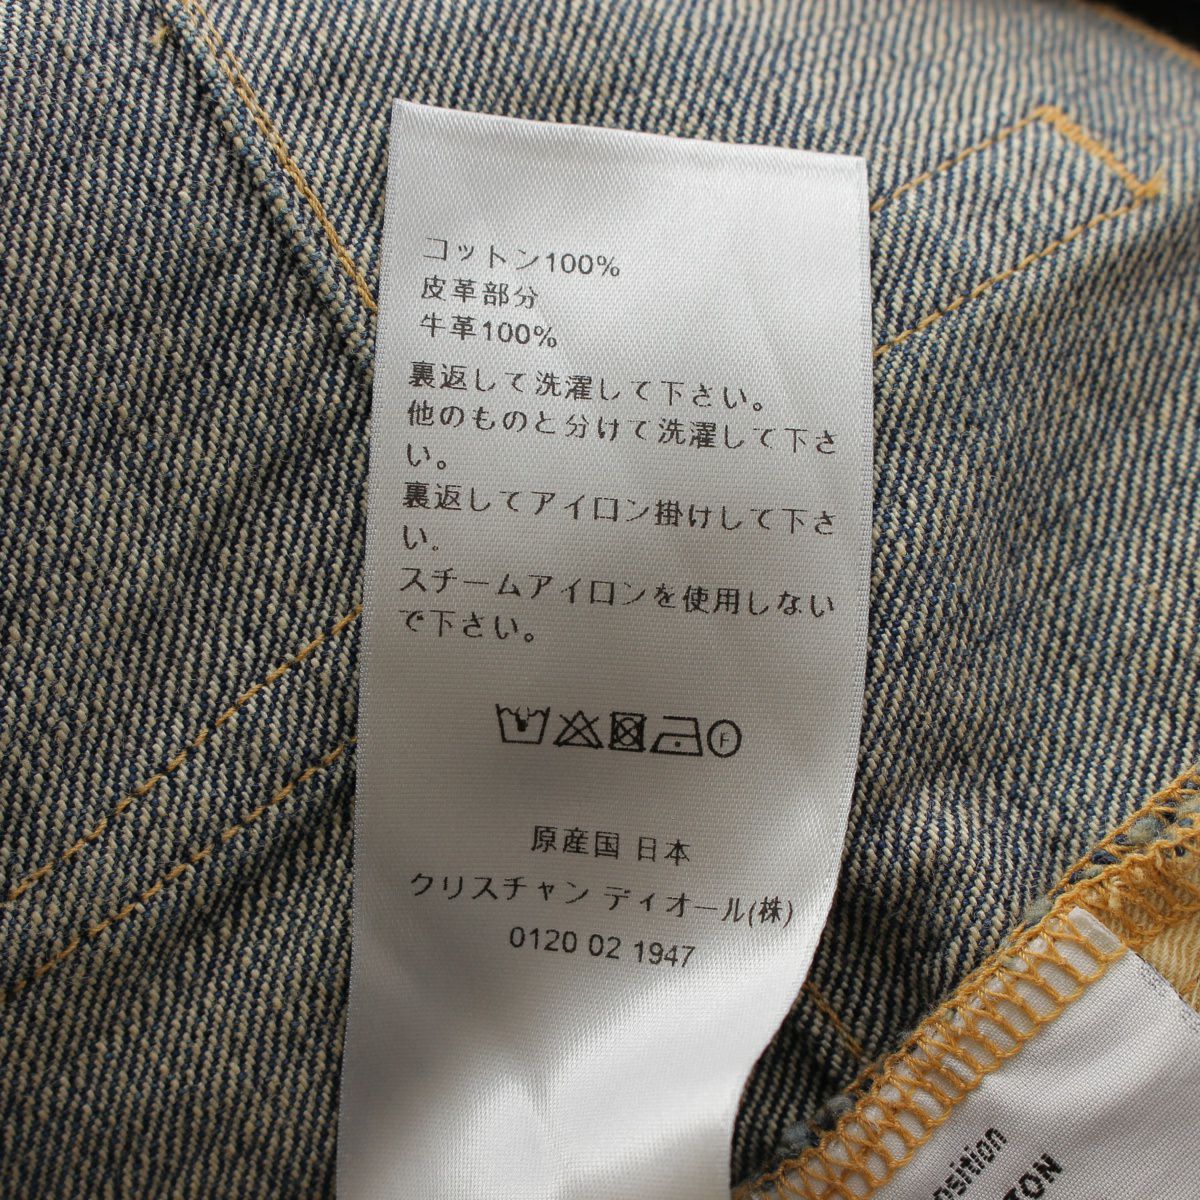 コットン100%
皮革部分
牛革100%
裏返して洗濯して下さい。
他のものと分けて洗濯して下さ
い。
裏返してアイロン掛けして下さ
い。
スチームアイロンを使用しない
で下さい。
F
原産国 日本
クリスチャン ディオール(株)
0120 02 1947
position
TON